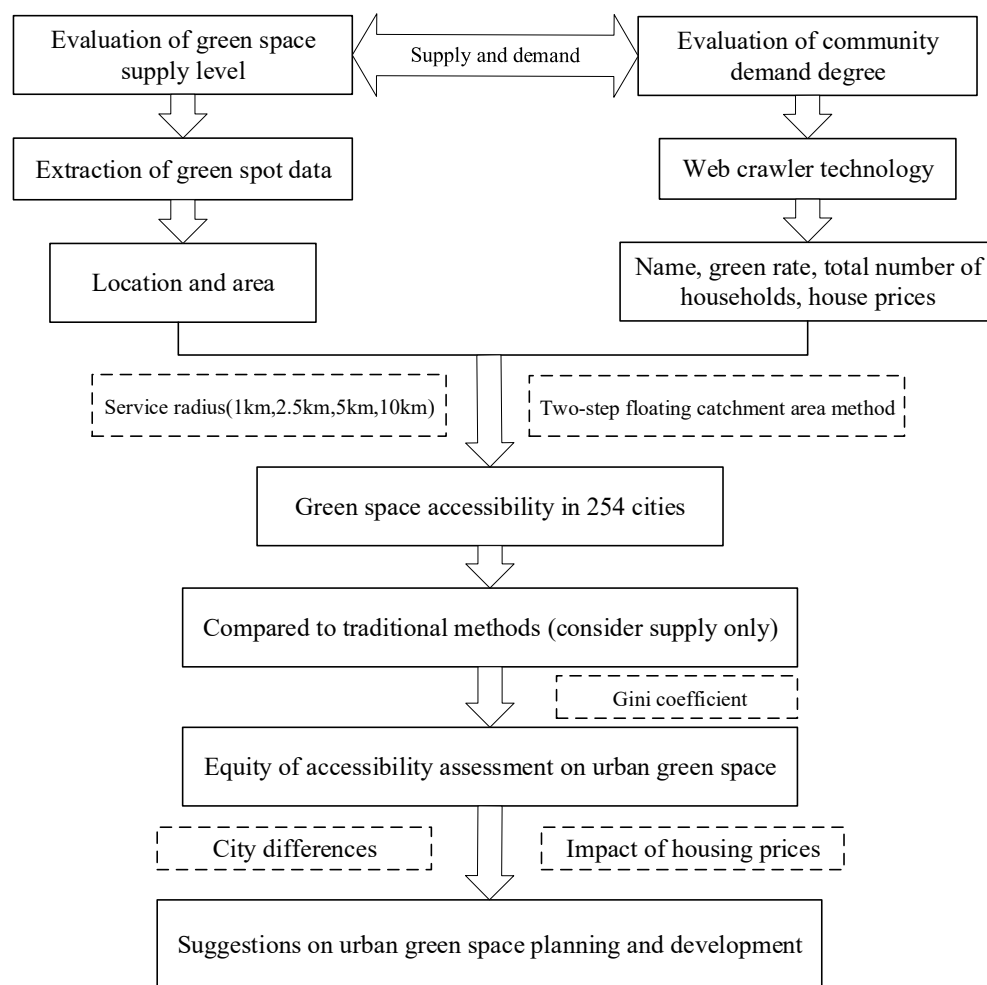 Evaluation of green space
supply level
Supply and demand
Evaluation of community
demand degree
Extraction of green spot data
Web crawler technology
Location and area
Name, green rate, total number of
households, house prices
Service radius(1km,2.5km,5km,10km)
Two-step floating catchment area method
Green space accessibility in 254 cities
Compared to traditional methods (consider supply only)
Gini coefficient
Equity of accessibility assessment on urban green space
City differences
Impact of housing prices
Suggestions on urban green space planning and development